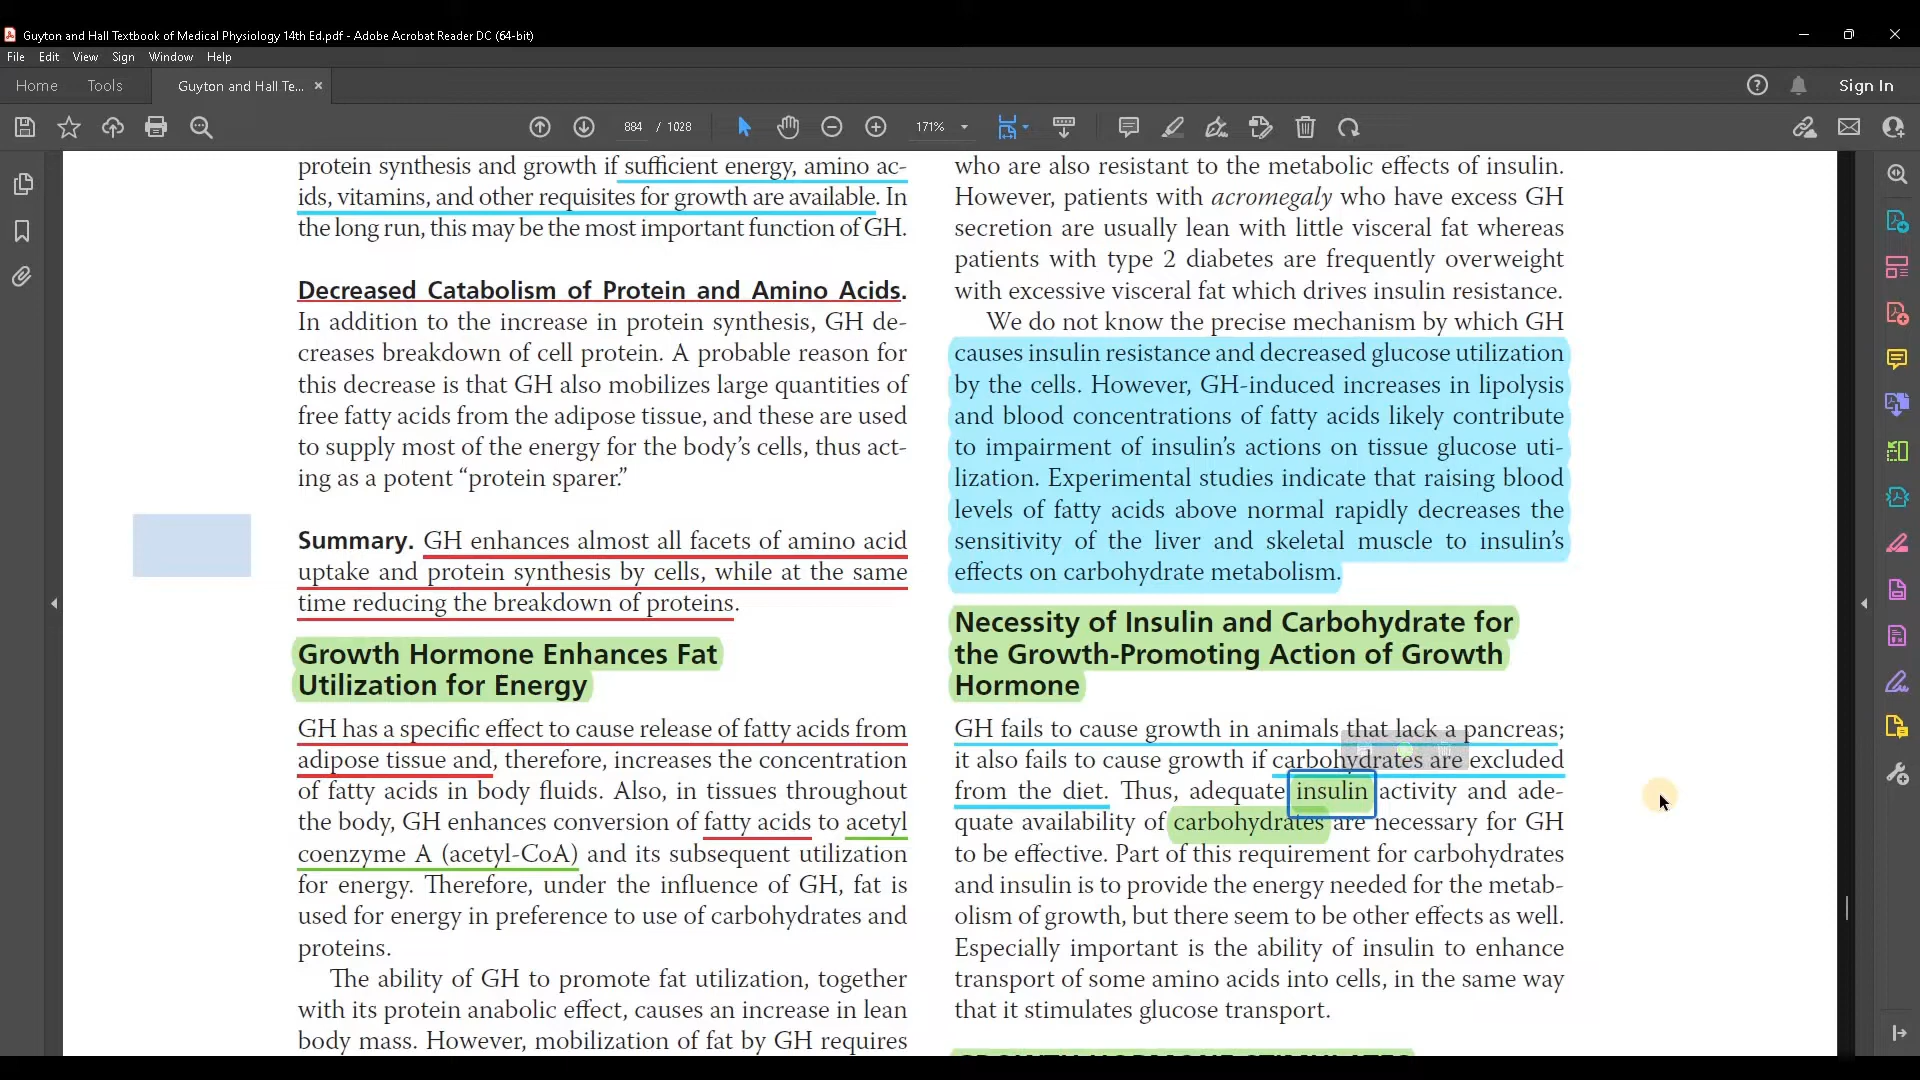 Guyton and Hall Textbook of Medical Physiology 14th Ed.pdf - Adobe Acrobat Reader DC (64-bit)
File Edit View Sign Window Help
Home Tools Guyton and Hall Te... × Sign In
884 / 1028 171%
protein synthesis and growth if sufficient energy, amino ac-
ids, vitamins, and other requisites for growth are available. In
the long run, this may be the most important function of GH.
Decreased Catabolism of Protein and Amino Acids.
In addition to the increase in protein synthesis, GH de-
creases breakdown of cell protein. A probable reason for
this decrease is that GH also mobilizes large quantities of
free fatty acids from the adipose tissue, and these are used
to supply most of the energy for the body's cells, thus act-
ing as a potent “protein sparer.”
Summary. GH enhances almost all facets of amino acid
uptake and protein synthesis by cells, while at the same
time reducing the breakdown of proteins.
Growth Hormone Enhances Fat
Utilization for Energy
GH has a specific effect to cause release of fatty acids from
adipose tissue and, therefore, increases the concentration
of fatty acids in body fluids. Also, in tissues throughout
the body, GH enhances conversion of fatty acids to acetyl
coenzyme A (acetyl-CoA) and its subsequent utilization
for energy. Therefore, under the influence of GH, fat is
used for energy in preference to use of carbohydrates and
proteins.
The ability of GH to promote fat utilization, together
with its protein anabolic effect, causes an increase in lean
body mass. However, mobilization of fat by GH requires
who are also resistant to the metabolic effects of insulin.
However, patients with acromegaly who have excess GH
secretion are usually lean with little visceral fat whereas
patients with type 2 diabetes are frequently overweight
with excessive visceral fat which drives insulin resistance.
We do not know the precise mechanism by which GH
causes insulin resistance and decreased glucose utilization
by the cells. However, GH-induced increases in lipolysis
and blood concentrations of fatty acids likely contribute
to impairment of insulin's actions on tissue glucose uti-
lization. Experimental studies indicate that raising blood
levels of fatty acids above normal rapidly decreases the
sensitivity of the liver and skeletal muscle to insulin's
effects on carbohydrate metabolism.
Necessity of Insulin and Carbohydrate for
the Growth-Promoting Action of Growth
Hormone
GH fails to cause growth in animals that lack a pancreas;
it also fails to cause growth if carbohydrates are excluded
from the diet. Thus, adequate insulin activity and ade-
quate availability of carbohydrates are necessary for GH
to be effective. Part of this requirement for carbohydrates
and insulin is to provide the energy needed for the metab-
olism of growth, but there seem to be other effects as well.
Especially important is the ability of insulin to enhance
transport of some amino acids into cells, in the same way
that it stimulates glucose transport.